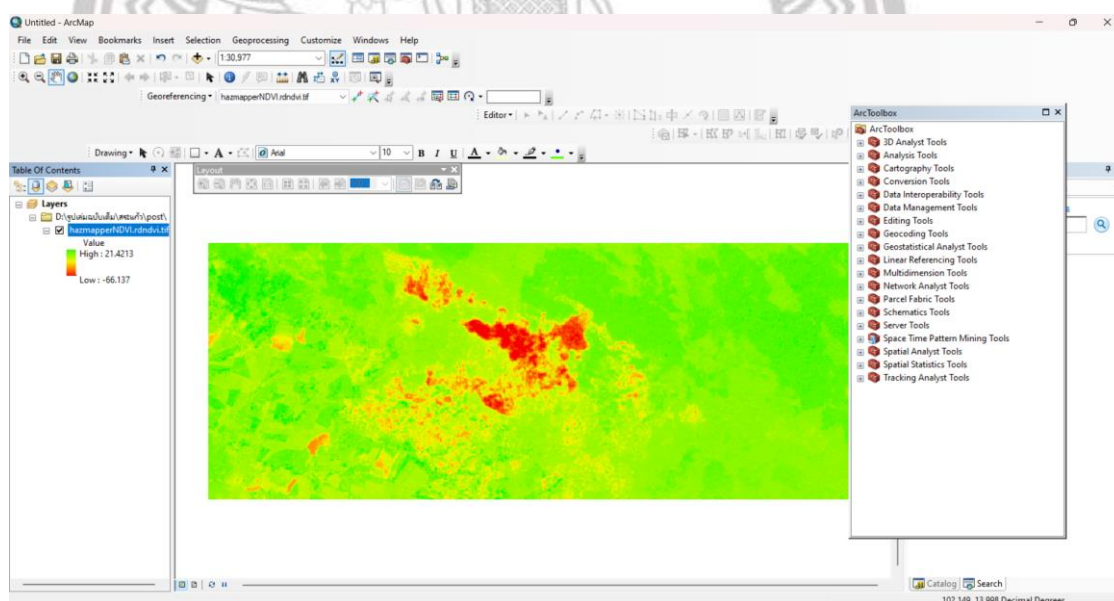 Untitled - ArcMap
File Edit View Bookmarks Insert Selection Geoprocessing Customize Windows Help
1:30,977
Georeferencing hazmapperNDVI.rdndvi.tif
Editor
Drawing A Arial 10 B I U A
Table Of Contents
Layers
hazmapperNDVI.rdndvi.tif
Value
High : 21.4213
Low : -66.137
Layout
ArcToolbox
ArcToolbox
3D Analyst Tools
Analysis Tools
Cartography Tools
Conversion Tools
Data Interoperability Tools
Data Management Tools
Editing Tools
Geocoding Tools
Geostatistical Analyst Tools
Linear Referencing Tools
Multidimension Tools
Network Analyst Tools
Parcel Fabric Tools
Schematics Tools
Server Tools
Space Time Pattern Mining Tools
Spatial Analyst Tools
Spatial Statistics Tools
Tracking Analyst Tools
Catalog Search
102.149 13.998 Decimal Degrees